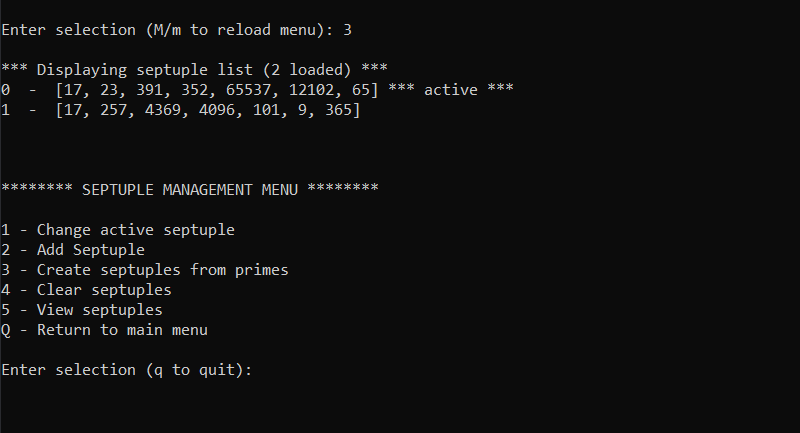 Enter selection (M/m to reload menu): 3
*** Displaying septuple list (2 loaded) ***
0  -  [17, 23, 391, 352, 65537, 12102, 65] *** active ***
1  -  [17, 257, 4369, 4096, 101, 9, 365]
******** SEPTUPLE MANAGEMENT MENU ********
1 - Change active septuple
2 - Add Septuple
3 - Create septuples from primes
4 - Clear septuples
5 - View septuples
Q - Return to main menu
Enter selection (q to quit):